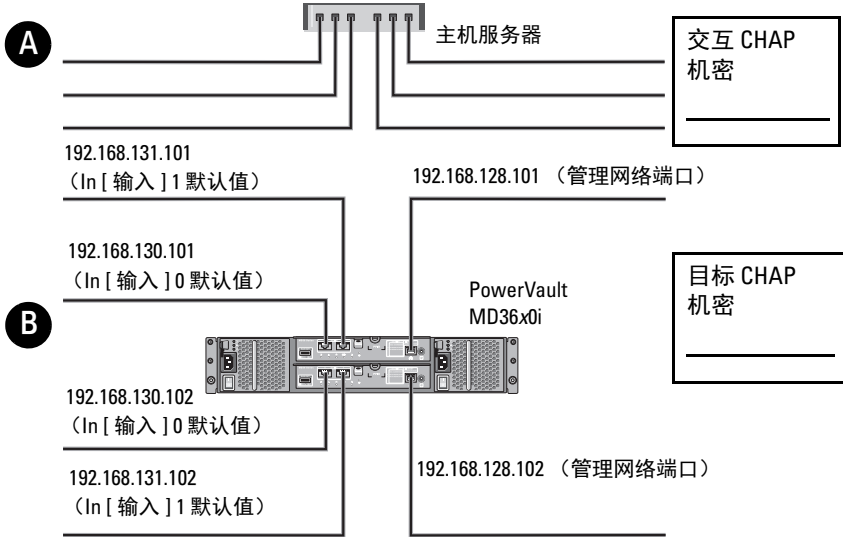 A
主机服务器
交互 CHAP
机密
192.168.131.101
（In [ 输入 ] 1 默认值）
192.168.128.101 （管理网络端口）
192.168.130.101
（In [ 输入 ] 0 默认值）
目标 CHAP
机密
PowerVault
MD36x0i
B
192.168.130.102
（In [ 输入 ] 0 默认值）
192.168.131.102
（In [ 输入 ] 1 默认值）
192.168.128.102 （管理网络端口）